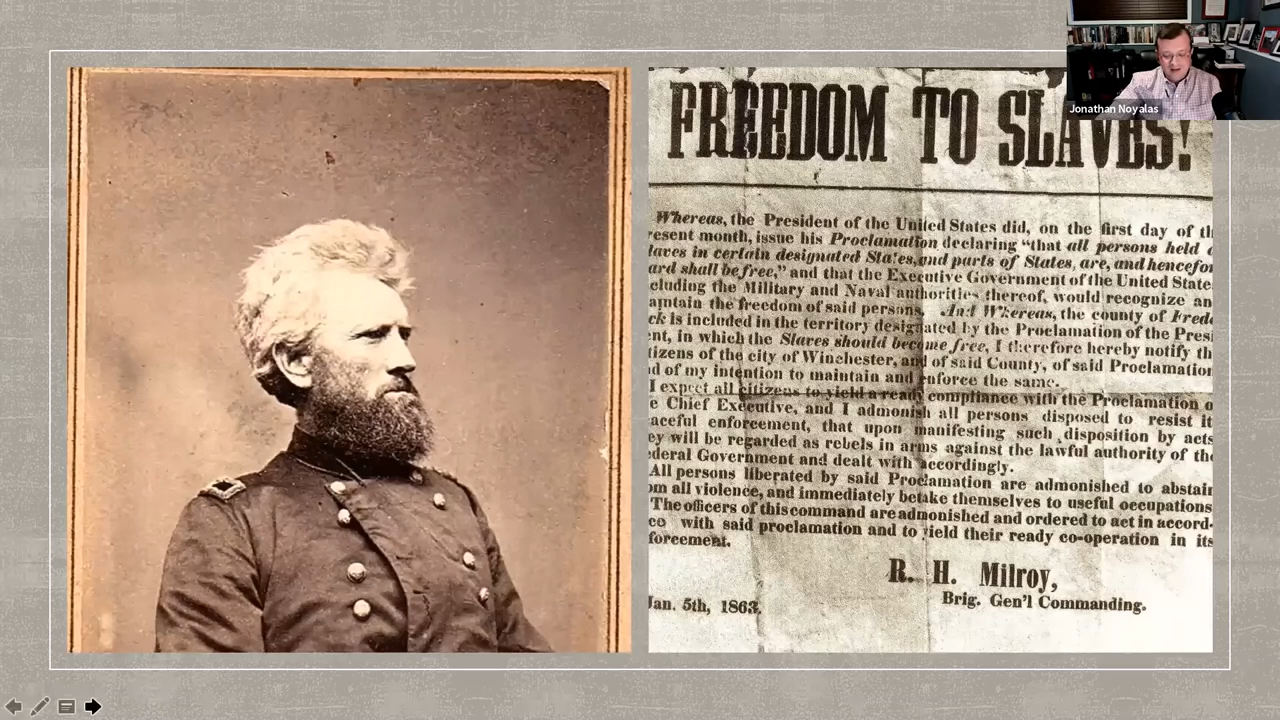 Jonathan Noyalas
FREEDOM TO SLAVES!
Whereas, the President of the United States did, on the first day of th
resent month, issue his Proclamation declaring "that all persons held a
laves in certain designated States, and parts of States, are, and hencefor
ard shall be free," and that the Executive Government of the United State
cluding the Military and Naval authorities thereof, would recognize an
aintain the freedom of said persons. And Whereas, the county of Frede
ck is included in the territory designated by the Proclamation of the Presi
ent, in which the Slaves should become free, I therefore hereby notify th
tizens of the city of Winchester, and of said County, of said Proclamation
nd of my intention to maintain and enforce the same.
I expect all citizens to yield a ready compliance with the Proclamation o
e Chief Executive, and I admonish all persons disposed to resist it
aceful enforcement, that upon manifesting such disposition by acts
ey will be regarded as rebels in arms against the lawful authority of the
ederal Government and dealt with accordingly.
All persons liberated by said Proclamation are admonished to abstain
om all violence, and immediately betake themselves to useful occupations
The officers of this command are admonished and ordered to act in accord-
ce with said proclamation and to yield their ready co-operation in its
forcement.
R. H. Milroy,
Brig. Gen'l Commanding.
Jan. 5th, 1863.